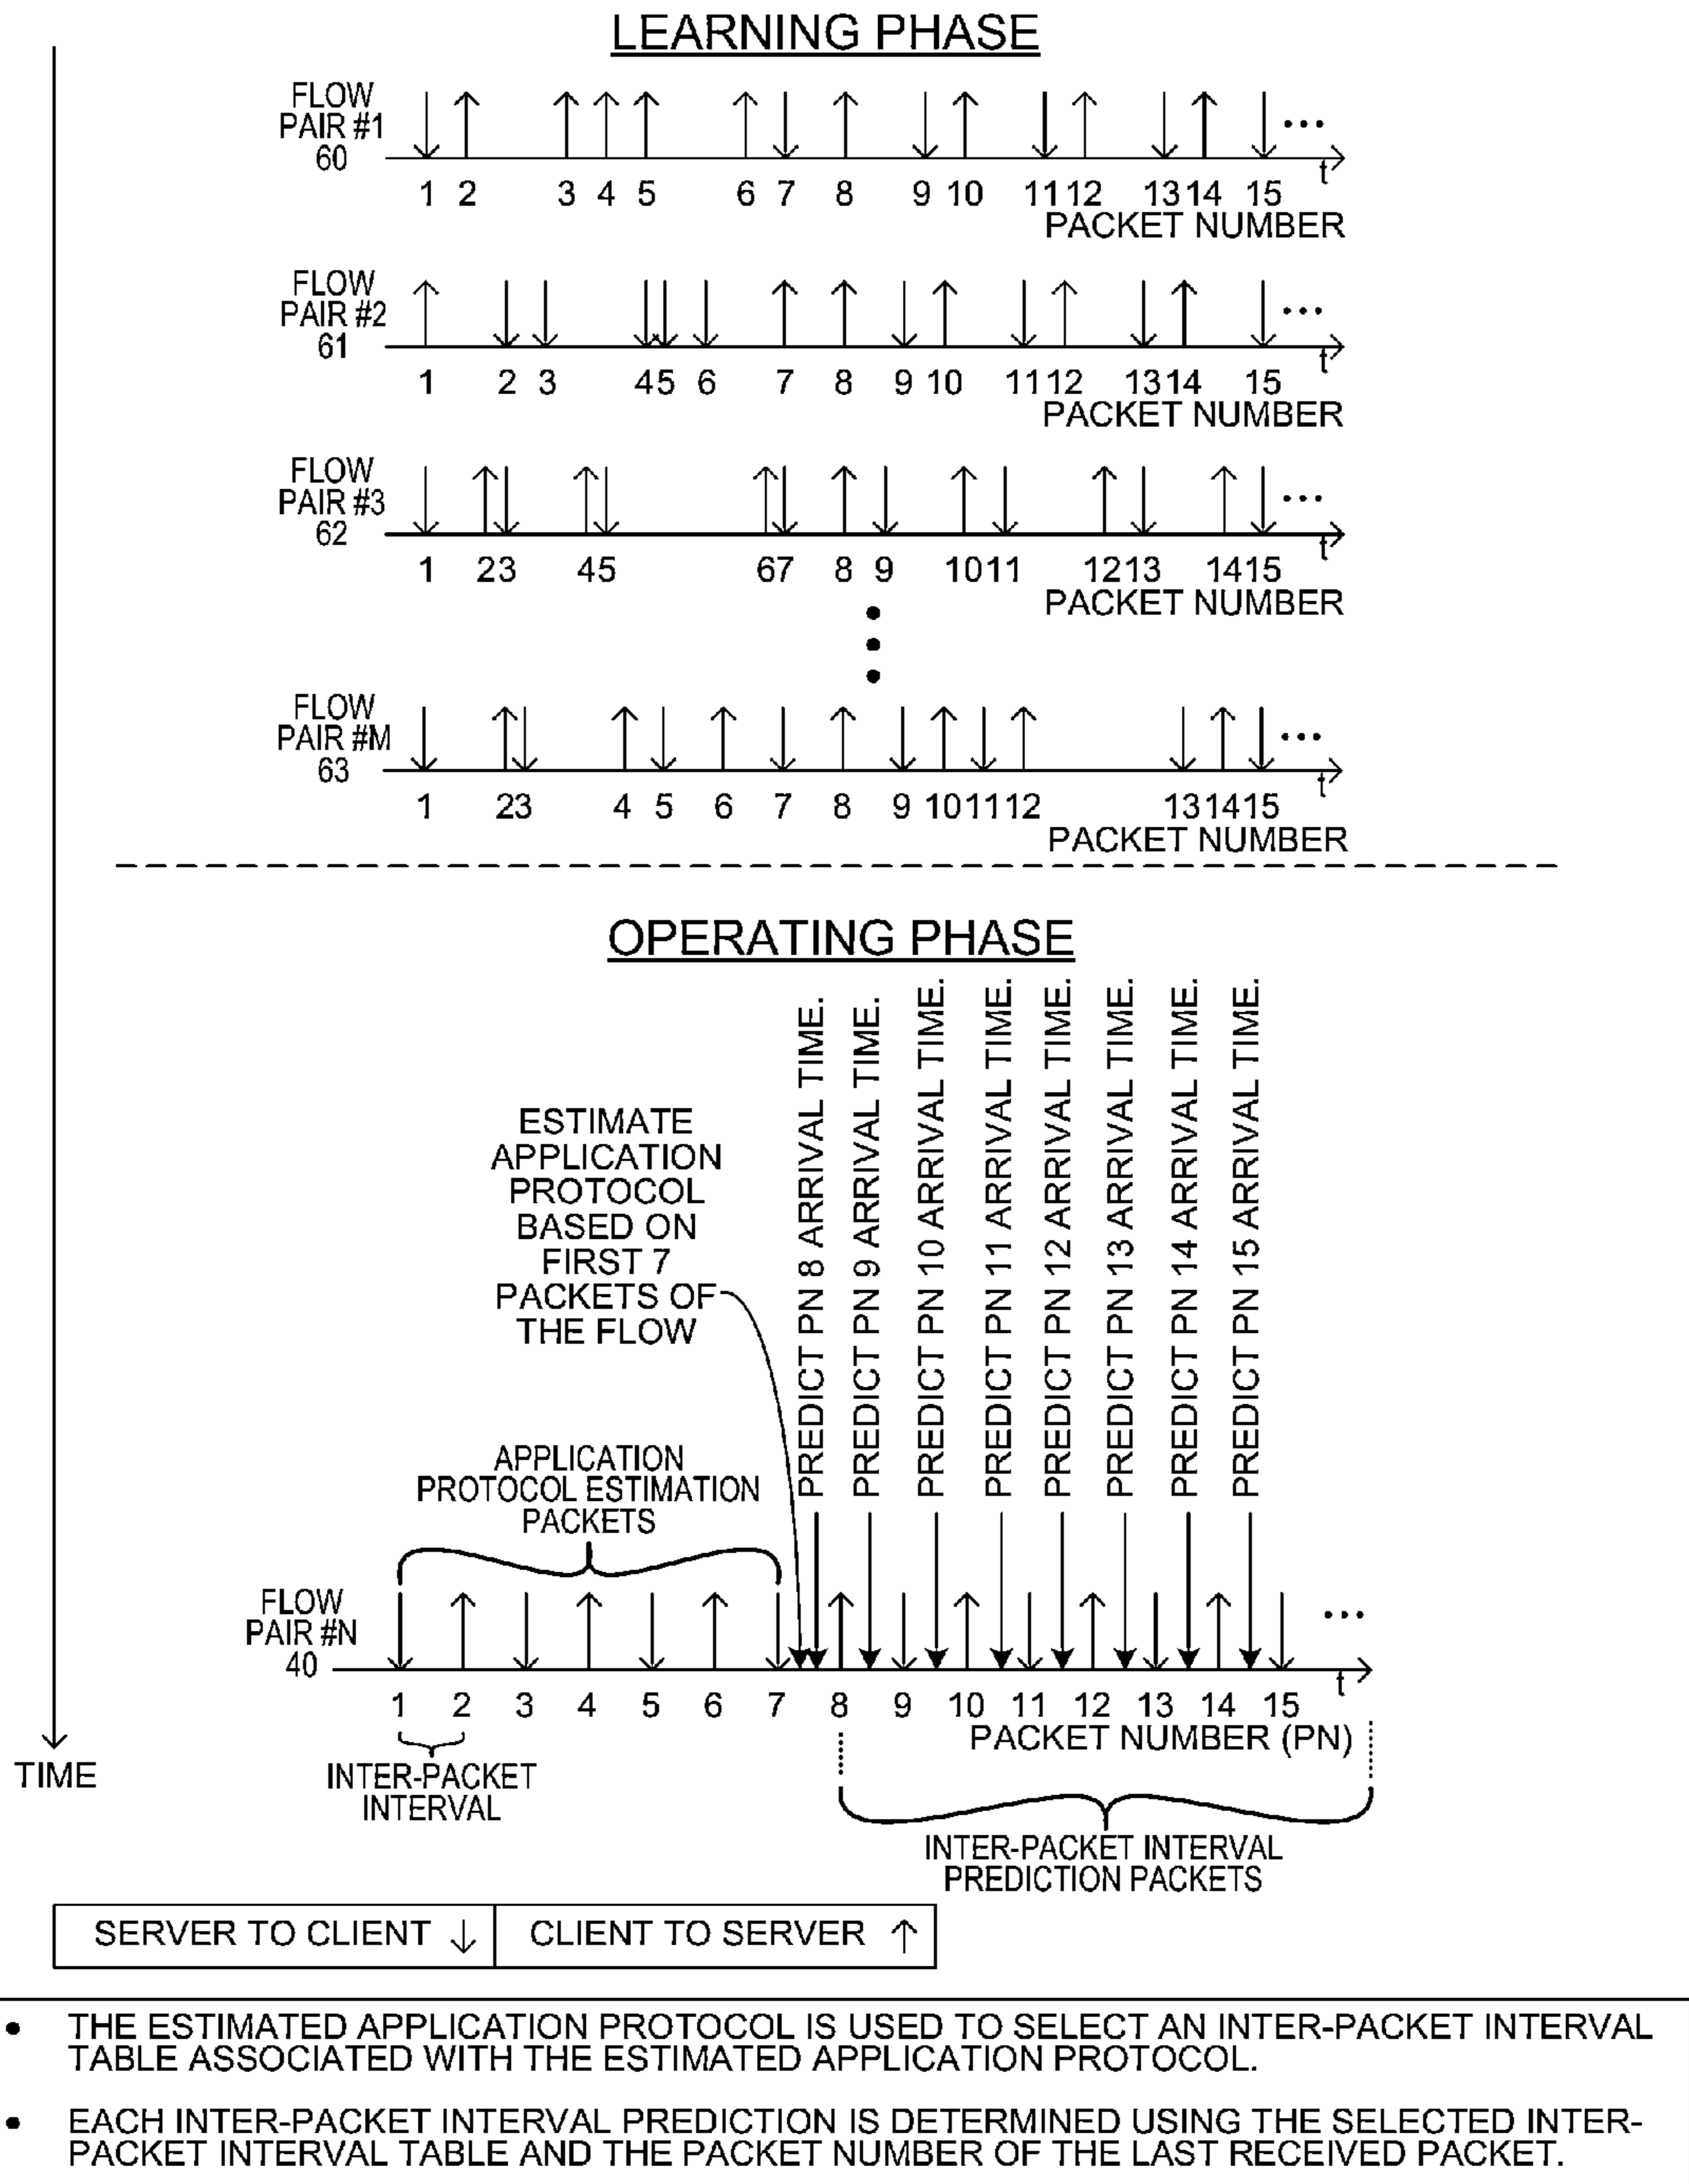 LEARNING PHASE
FLOW
PAIR #1
60
t
1 2 3 4 5 6 7 8 9 10 11 12 13 14 15
PACKET NUMBER
FLOW
PAIR #2
61
t
1 2 3 4 5 6 7 8 9 10 11 12 13 14 15
PACKET NUMBER
FLOW
PAIR #3
62
t
1 2 3 4 5 6 7 8 9 10 11 12 13 14 15
PACKET NUMBER
FLOW
PAIR #M
63
t
1 2 3 4 5 6 7 8 9 10 11 12 13 14 15
PACKET NUMBER
OPERATING PHASE
PREDICT PN 8 ARRIVAL TIME.
PREDICT PN 9 ARRIVAL TIME.
PREDICT PN 10 ARRIVAL TIME.
PREDICT PN 11 ARRIVAL TIME.
PREDICT PN 12 ARRIVAL TIME.
PREDICT PN 13 ARRIVAL TIME.
PREDICT PN 14 ARRIVAL TIME.
PREDICT PN 15 ARRIVAL TIME.
ESTIMATE
APPLICATION
PROTOCOL
BASED ON
FIRST 7
PACKETS OF
THE FLOW
APPLICATION
PROTOCOL ESTIMATION
PACKETS
FLOW
PAIR #N
40
t
1 2 3 4 5 6 7 8 9 10 11 12 13 14 15
PACKET NUMBER (PN)
TIME
INTER-PACKET
INTERVAL
INTER-PACKET INTERVAL
PREDICTION PACKETS
SERVER TO CLIENT ↓ CLIENT TO SERVER ↑
• THE ESTIMATED APPLICATION PROTOCOL IS USED TO SELECT AN INTER-PACKET INTERVAL
TABLE ASSOCIATED WITH THE ESTIMATED APPLICATION PROTOCOL.
• EACH INTER-PACKET INTERVAL PREDICTION IS DETERMINED USING THE SELECTED INTER-
PACKET INTERVAL TABLE AND THE PACKET NUMBER OF THE LAST RECEIVED PACKET.